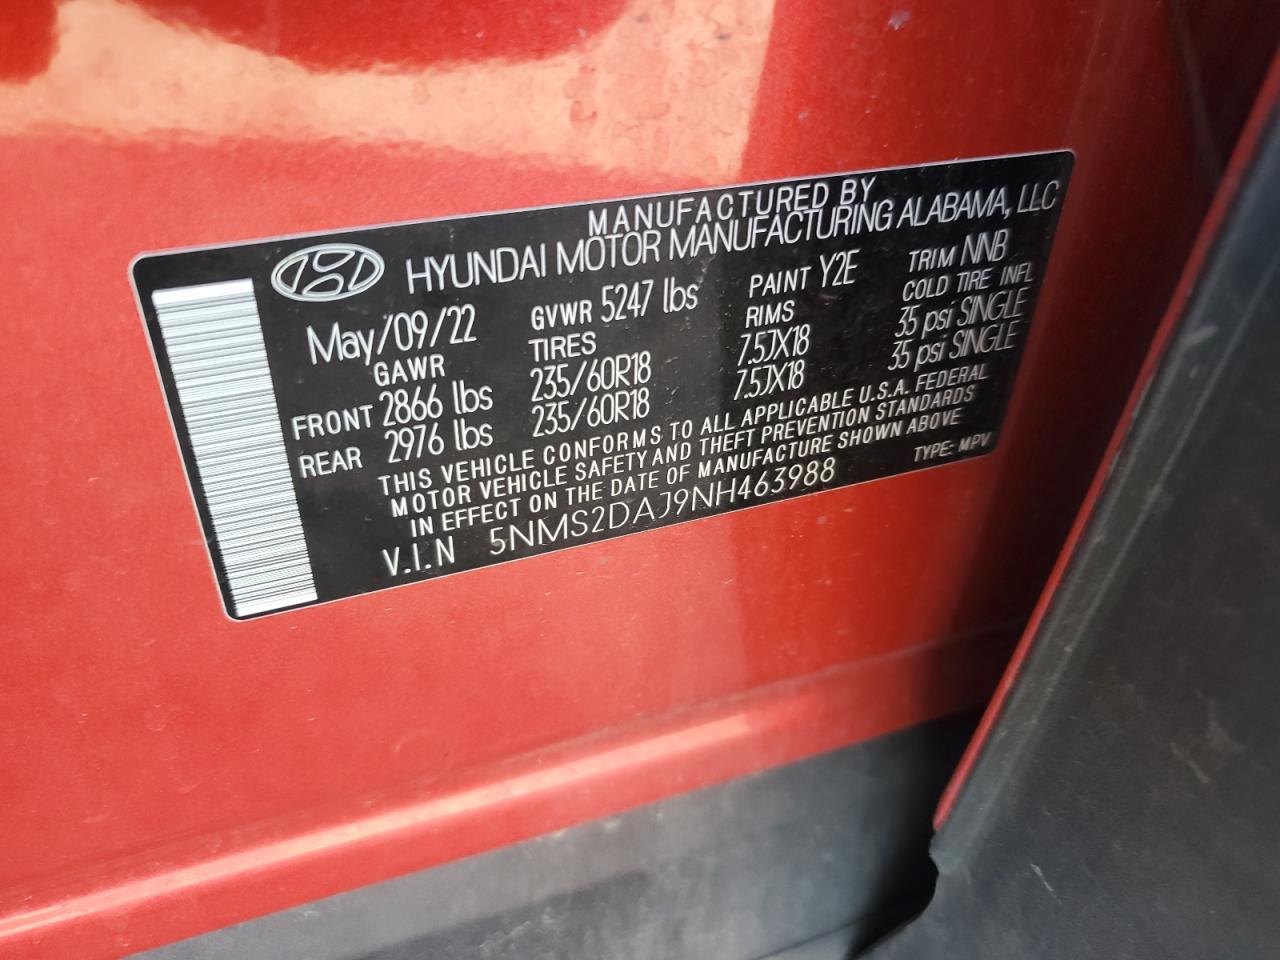 MANUFACTURED BY
HYUNDAI MOTOR MANUFACTURING ALABAMA, LLC
May/09/22 GVWR 5247 lbs PAINT Y2E TRIM NNB
GAWR TIRES RIMS COLD TIRE INFL
FRONT 2866 lbs 235/60R18 7.5JX18 35 psi SINGLE
REAR 2976 lbs 235/60R18 7.5JX18 35 psi SINGLE
THIS VEHICLE CONFORMS TO ALL APPLICABLE U.S.A. FEDERAL
MOTOR VEHICLE SAFETY AND THEFT PREVENTION STANDARDS
IN EFFECT ON THE DATE OF MANUFACTURE SHOWN ABOVE
V.I.N 5NMS2DAJ9NH463988 TYPE: MPV